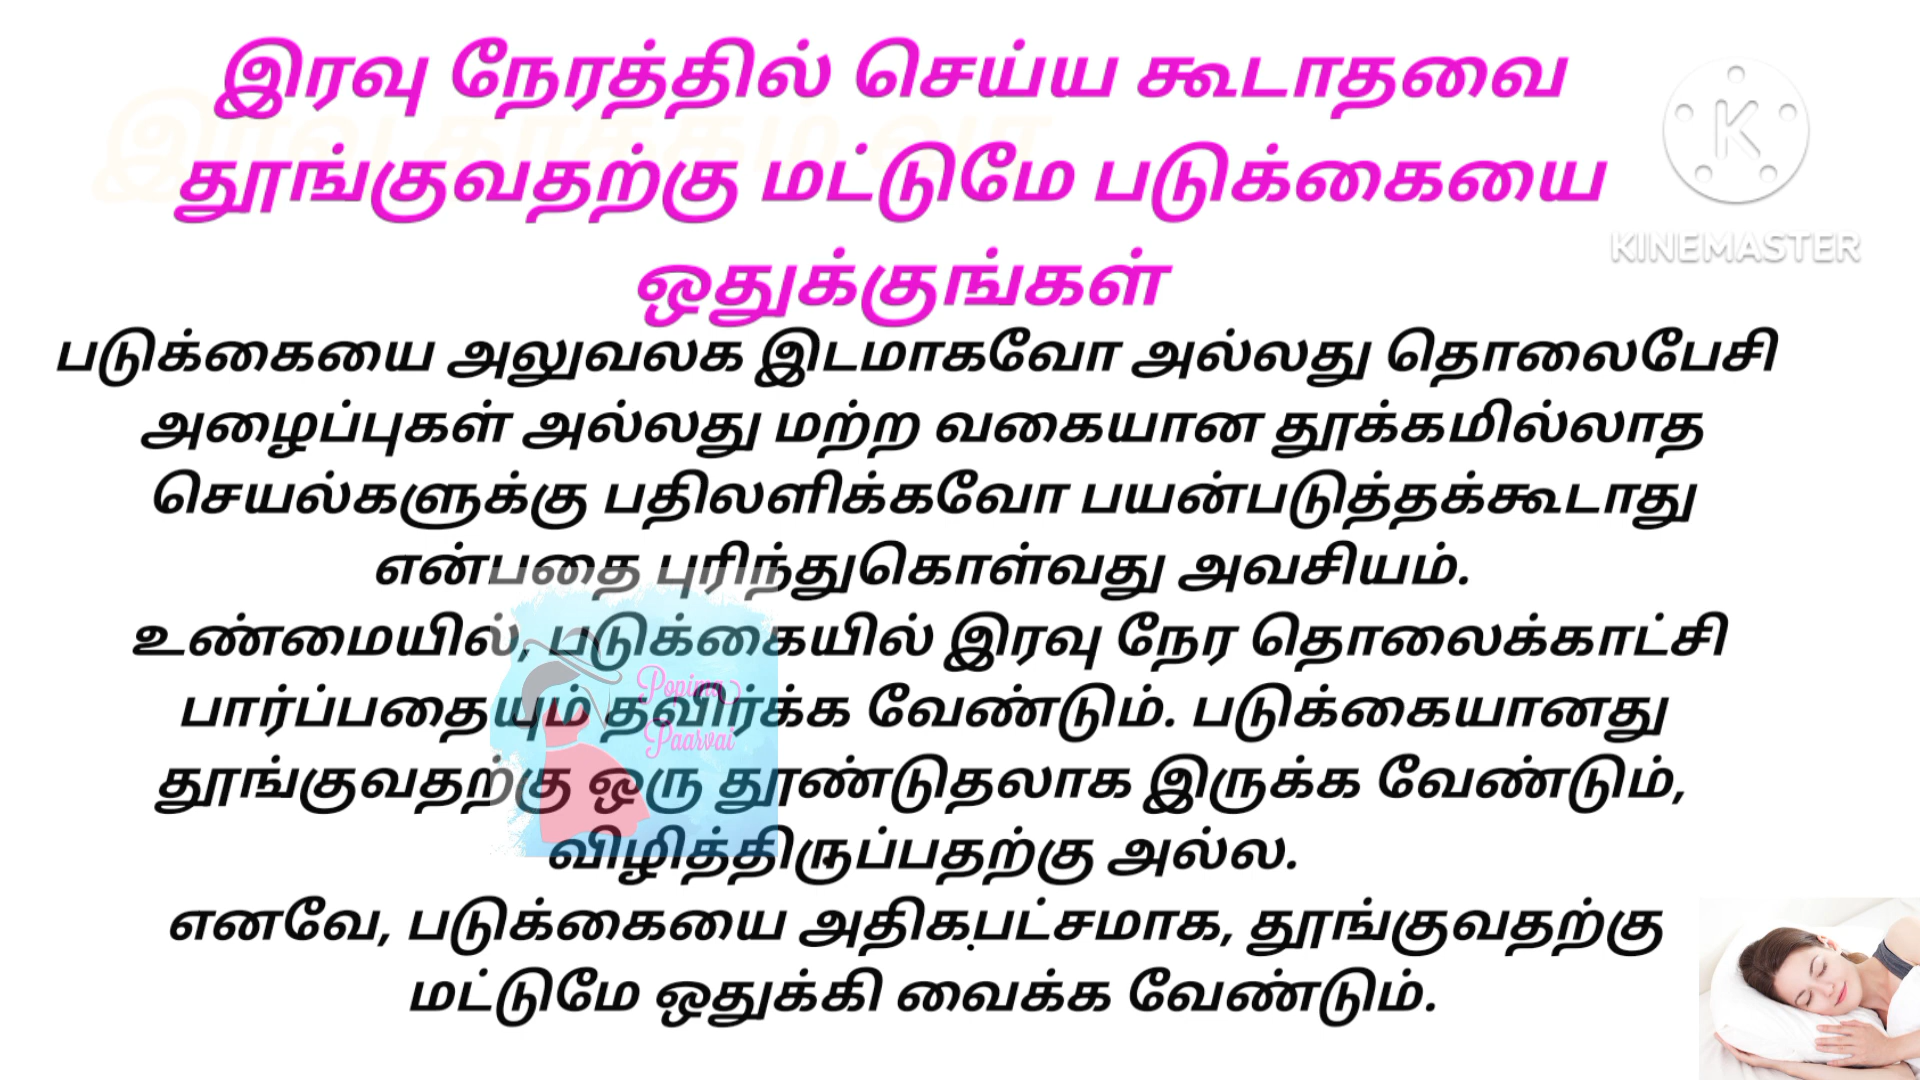 இரவு நேரத்தில் செய்ய கூடாதவை
தூங்குவதற்கு மட்டுமே படுக்கையை
ஒதுக்குங்கள்
KINEMASTER
படுக்கையை அலுவலக இடமாகவோ அல்லது தொலைபேசி
அழைப்புகள் அல்லது மற்ற வகையான தூக்கமில்லாத
செயல்களுக்கு பதிலளிக்கவோ பயன்படுத்தக்கூடாது
என்பதை புரிந்துகொள்வது அவசியம்.
உண்மையில், படுக்கையில் இரவு நேர தொலைக்காட்சி
பார்ப்பதையும் தவிர்க்க வேண்டும். படுக்கையானது
தூங்குவதற்கு ஒரு தூண்டுதலாக இருக்க வேண்டும்,
விழித்திருப்பதற்கு அல்ல.
எனவே, படுக்கையை அதிகபட்சமாக, தூங்குவதற்கு
மட்டுமே ஒதுக்கி வைக்க வேண்டும்.
Popima
Paarvai